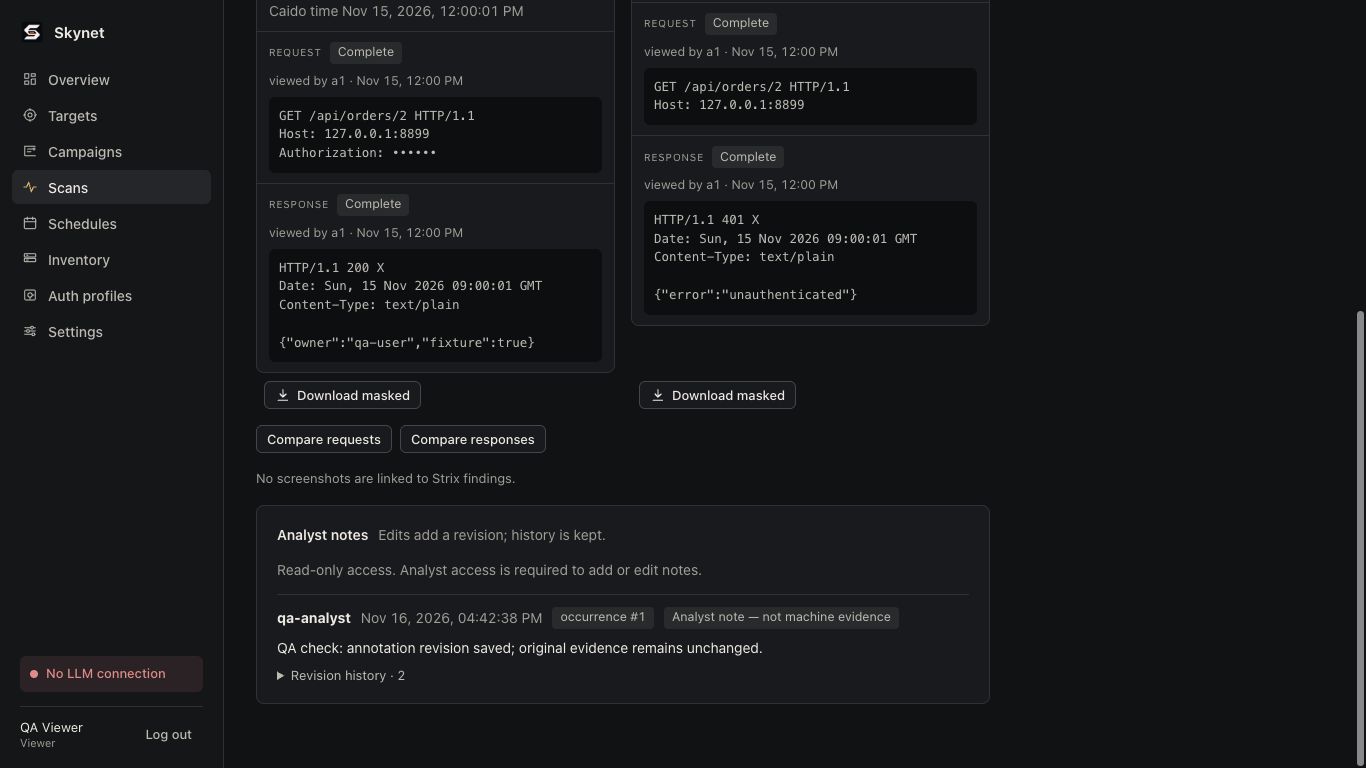 Skynet
Overview
Targets
Campaigns
Scans
Schedules
Inventory
Auth profiles
Settings
No LLM connection
QA Viewer
Viewer
Log out
Caido time Nov 15, 2026, 12:00:01 PM
REQUEST Complete
viewed by a1 · Nov 15, 12:00 PM
GET /api/orders/2 HTTP/1.1
Host: 127.0.0.1:8899
Authorization: ••••••
RESPONSE Complete
viewed by a1 · Nov 15, 12:00 PM
HTTP/1.1 200 X
Date: Sun, 15 Nov 2026 09:00:01 GMT
Content-Type: text/plain
{"owner":"qa-user","fixture":true}
Download masked
REQUEST Complete
viewed by a1 · Nov 15, 12:00 PM
GET /api/orders/2 HTTP/1.1
Host: 127.0.0.1:8899
RESPONSE Complete
viewed by a1 · Nov 15, 12:00 PM
HTTP/1.1 401 X
Date: Sun, 15 Nov 2026 09:00:01 GMT
Content-Type: text/plain
{"error":"unauthenticated"}
Download masked
Compare requests Compare responses
No screenshots are linked to Strix findings.
Analyst notes Edits add a revision; history is kept.
Read-only access. Analyst access is required to add or edit notes.
qa-analyst Nov 16, 2026, 04:42:38 PM occurrence #1 Analyst note — not machine evidence
QA check: annotation revision saved; original evidence remains unchanged.
Revision history · 2